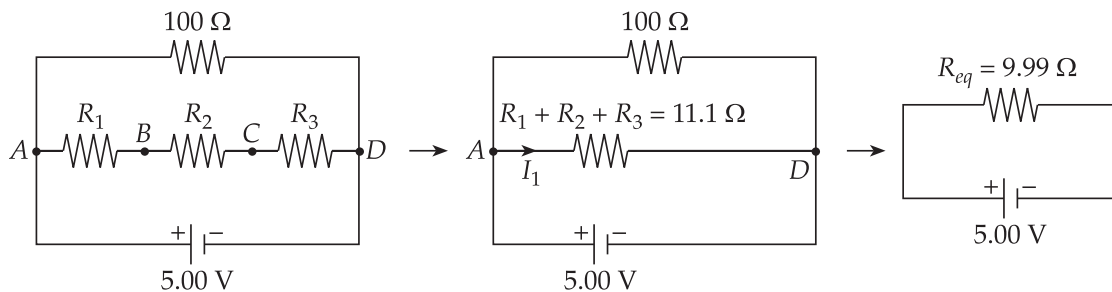 100 Ω
R₁
B
R₂
C
R₃
A
D
+ −
5.00 V
100 Ω
R₁ + R₂ + R₃ = 11.1 Ω
A
I₁
D
+ −
5.00 V
R_eq = 9.99 Ω
+ −
5.00 V